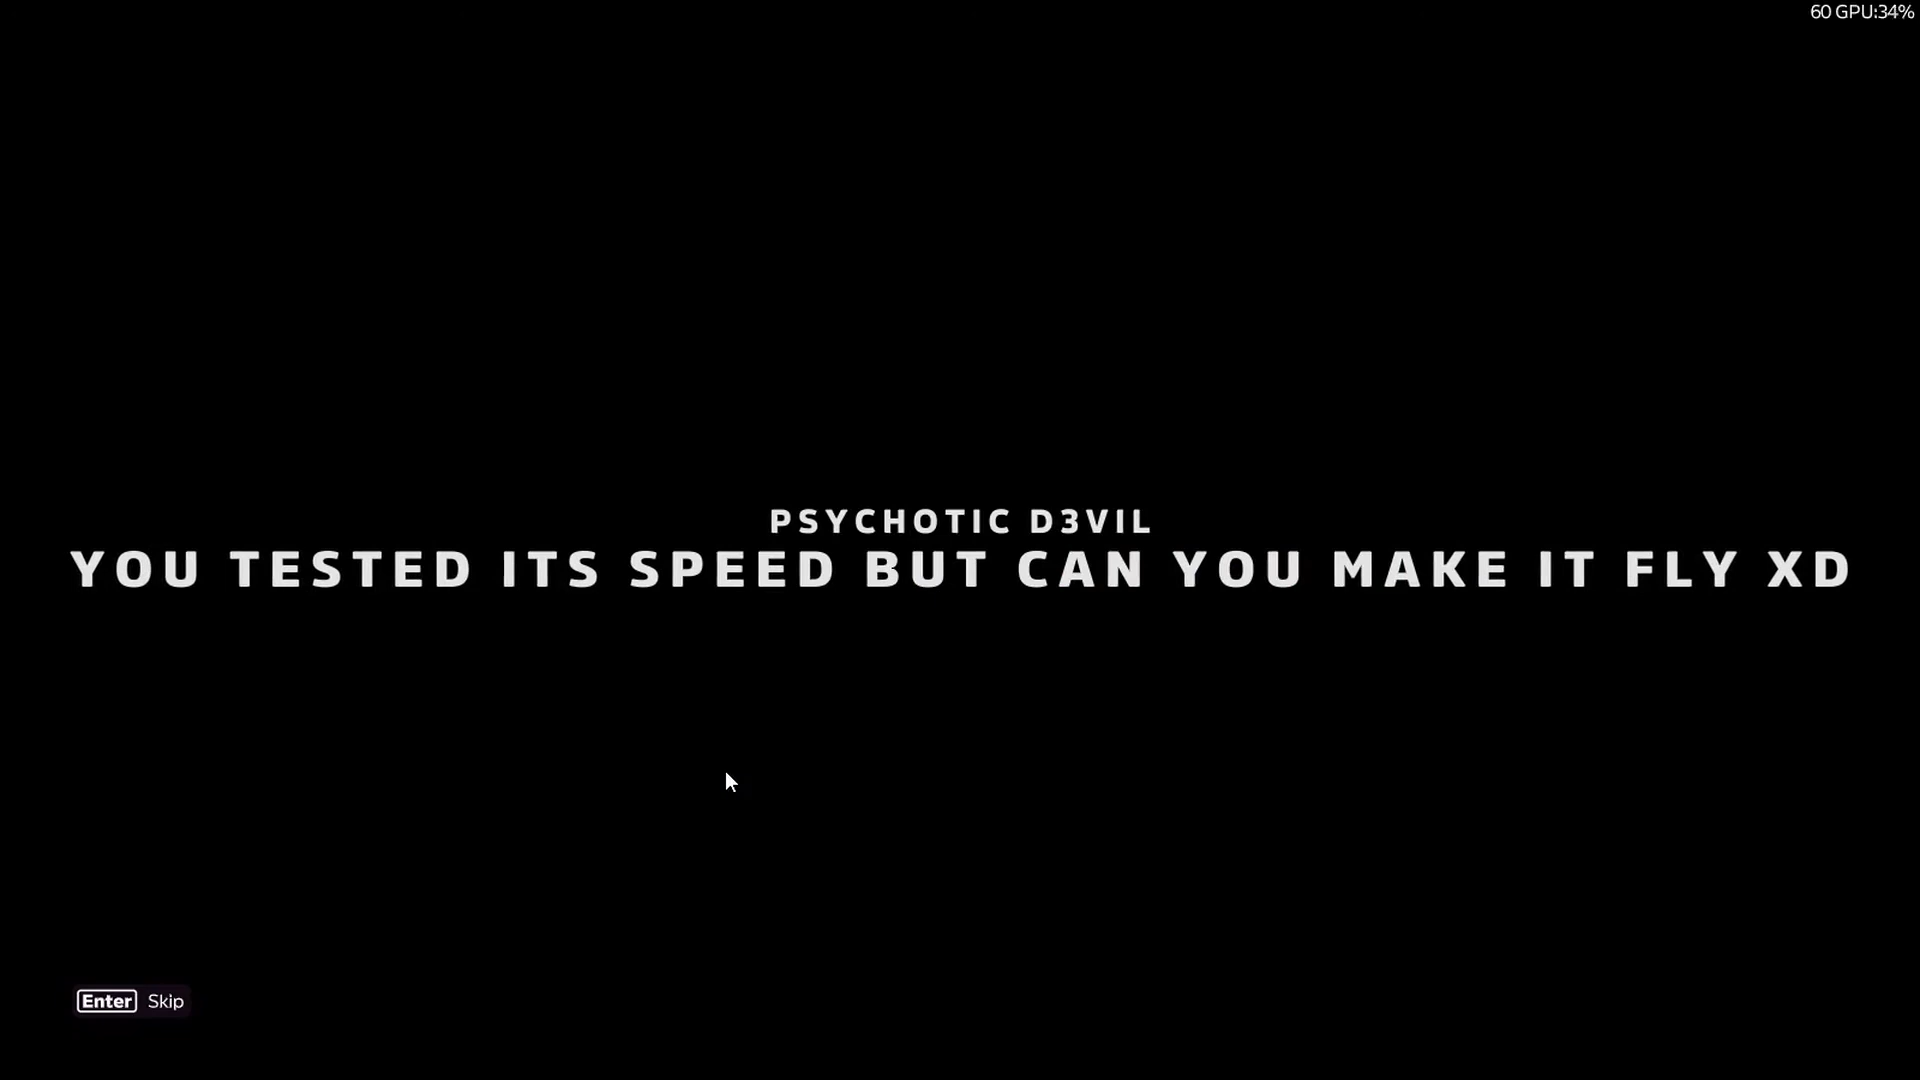 60 GPU:34%
PSYCHOTIC D3VIL
YOU TESTED ITS SPEED BUT CAN YOU MAKE IT FLY XD
Enter Skip